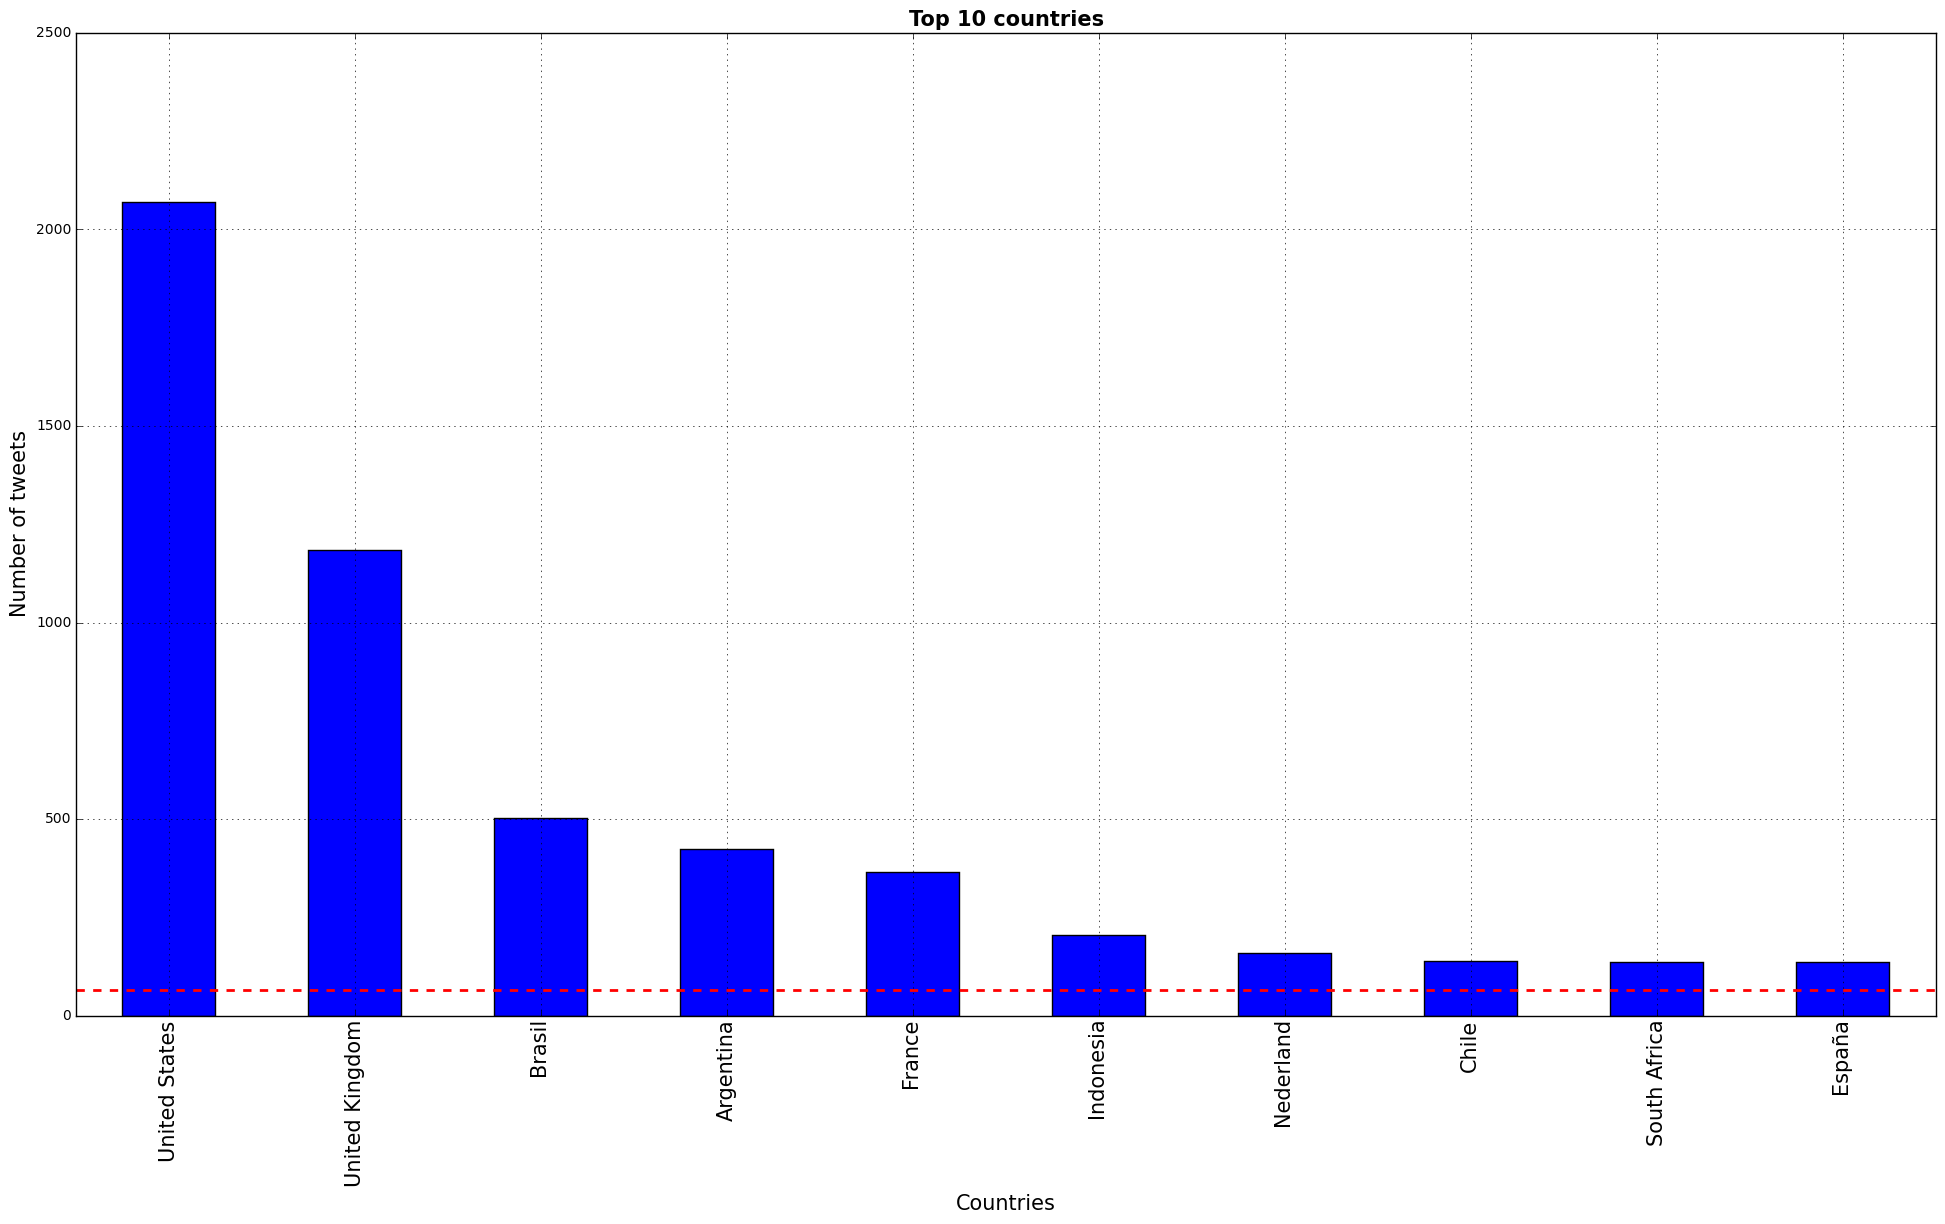 Top 10 countries
2500
2000
1500
1000
500
0
Number of tweets
United States
United Kingdom
Brasil
Argentina
France
Indonesia
Nederland
Chile
South Africa
España
Countries